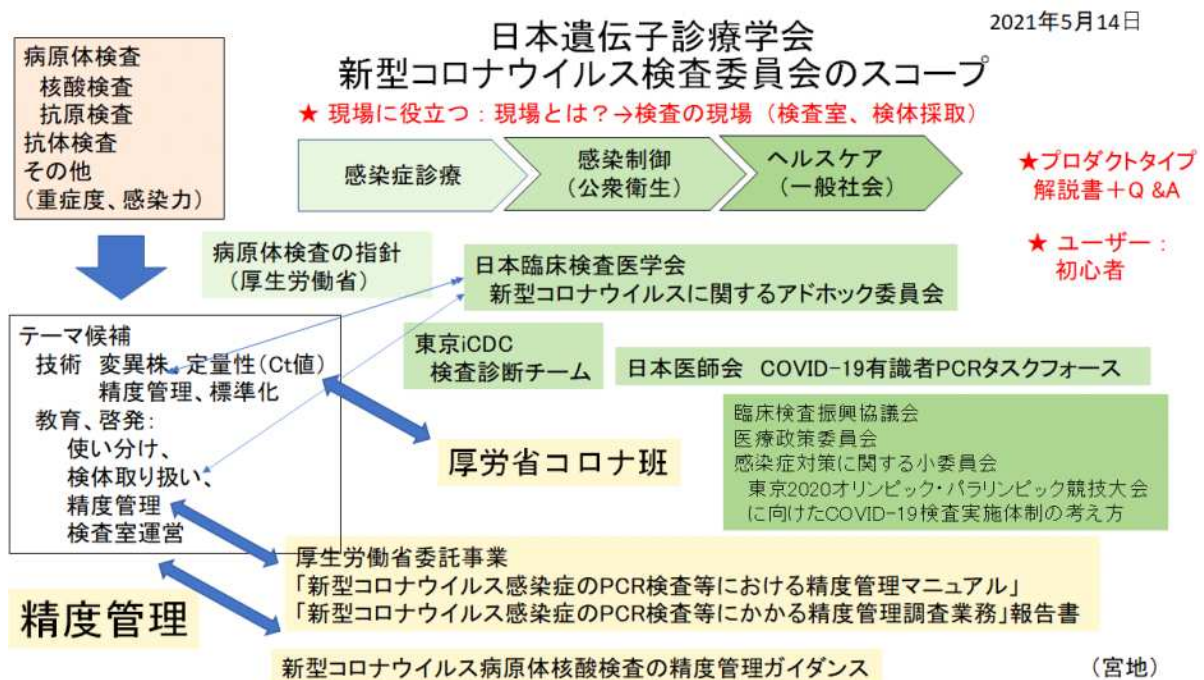 2021年5月14日
日本遺伝子診療学会
新型コロナウイルス検査委員会のスコープ
病原体検査
核酸検査
抗原検査
抗体検査
その他
(重症度、感染力)
★ 現場に役立つ：現場とは？→検査の現場（検査室、検体採取）
感染症診療
感染制御
(公衆衛生)
ヘルスケア
(一般社会)
★プロダクトタイプ
解説書＋Q &A
★ ユーザー：
初心者
病原体検査の指針
(厚生労働省)
日本臨床検査医学会
新型コロナウイルスに関するアドホック委員会
東京iCDC
検査診断チーム
日本医師会 COVID-19有識者PCRタスクフォース
臨床検査振興協議会
医療政策委員会
感染症対策に関する小委員会
東京2020オリンピック・パラリンピック競技大会
に向けたCOVID-19検査実施体制の考え方
テーマ候補
技術 変異株、定量性(Ct値)
精度管理、標準化
教育、啓発：
使い分け、
検体取り扱い、
精度管理
検査室運営
厚労省コロナ班
精度管理
厚生労働省委託事業
「新型コロナウイルス感染症のPCR検査等における精度管理マニュアル」
「新型コロナウイルス感染症のPCR検査等にかかる精度管理調査業務」報告書
新型コロナウイルス病原体核酸検査の精度管理ガイダンス
(宮地)